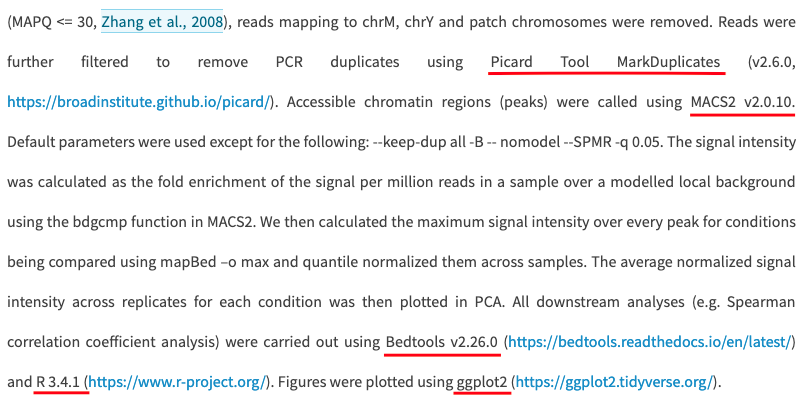 (MAPQ <= 30, Zhang et al., 2008), reads mapping to chrM, chrY and patch chromosomes were removed. Reads were
further filtered to remove PCR duplicates using Picard Tool MarkDuplicates (v2.6.0,
https://broadinstitute.github.io/picard/). Accessible chromatin regions (peaks) were called using MACS2 v2.0.10.
Default parameters were used except for the following: --keep-dup all -B -- nomodel --SPMR -q 0.05. The signal intensity
was calculated as the fold enrichment of the signal per million reads in a sample over a modelled local background
using the bdgcmp function in MACS2. We then calculated the maximum signal intensity over every peak for conditions
being compared using mapBed –o max and quantile normalized them across samples. The average normalized signal
intensity across replicates for each condition was then plotted in PCA. All downstream analyses (e.g. Spearman
correlation coefficient analysis) were carried out using Bedtools v2.26.0 (https://bedtools.readthedocs.io/en/latest/)
and R 3.4.1 (https://www.r-project.org/). Figures were plotted using ggplot2 (https://ggplot2.tidyverse.org/).